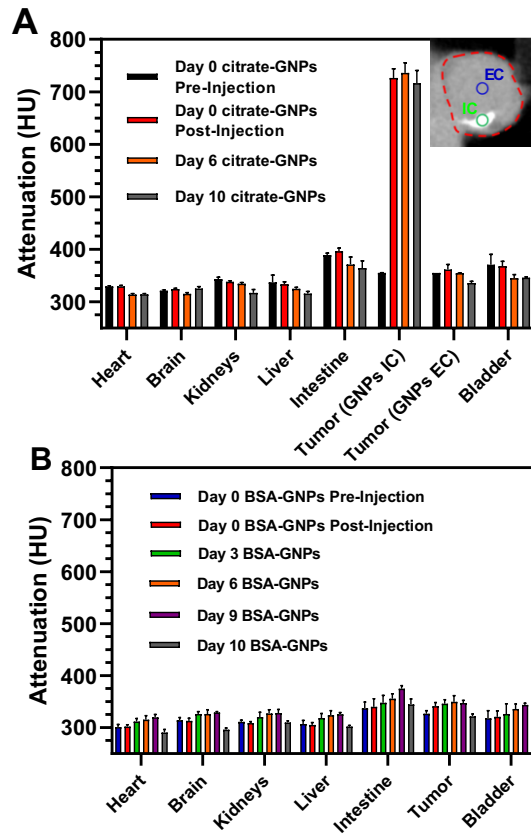 A
800
700
600
500
400
300
Attenuation (HU)
Day 0 citrate-GNPs
Pre-Injection
Day 0 citrate-GNPs
Post-Injection
Day 6 citrate-GNPs
Day 10 citrate-GNPs
EC
IC
Heart
Brain
Kidneys
Liver
Intestine
Tumor (GNPs IC)
Tumor (GNPs EC)
Bladder
B
800
700
600
500
400
300
Attenuation (HU)
Day 0 BSA-GNPs Pre-Injection
Day 0 BSA-GNPs Post-Injection
Day 3 BSA-GNPs
Day 6 BSA-GNPs
Day 9 BSA-GNPs
Day 10 BSA-GNPs
Heart
Brain
Kidneys
Liver
Intestine
Tumor
Bladder